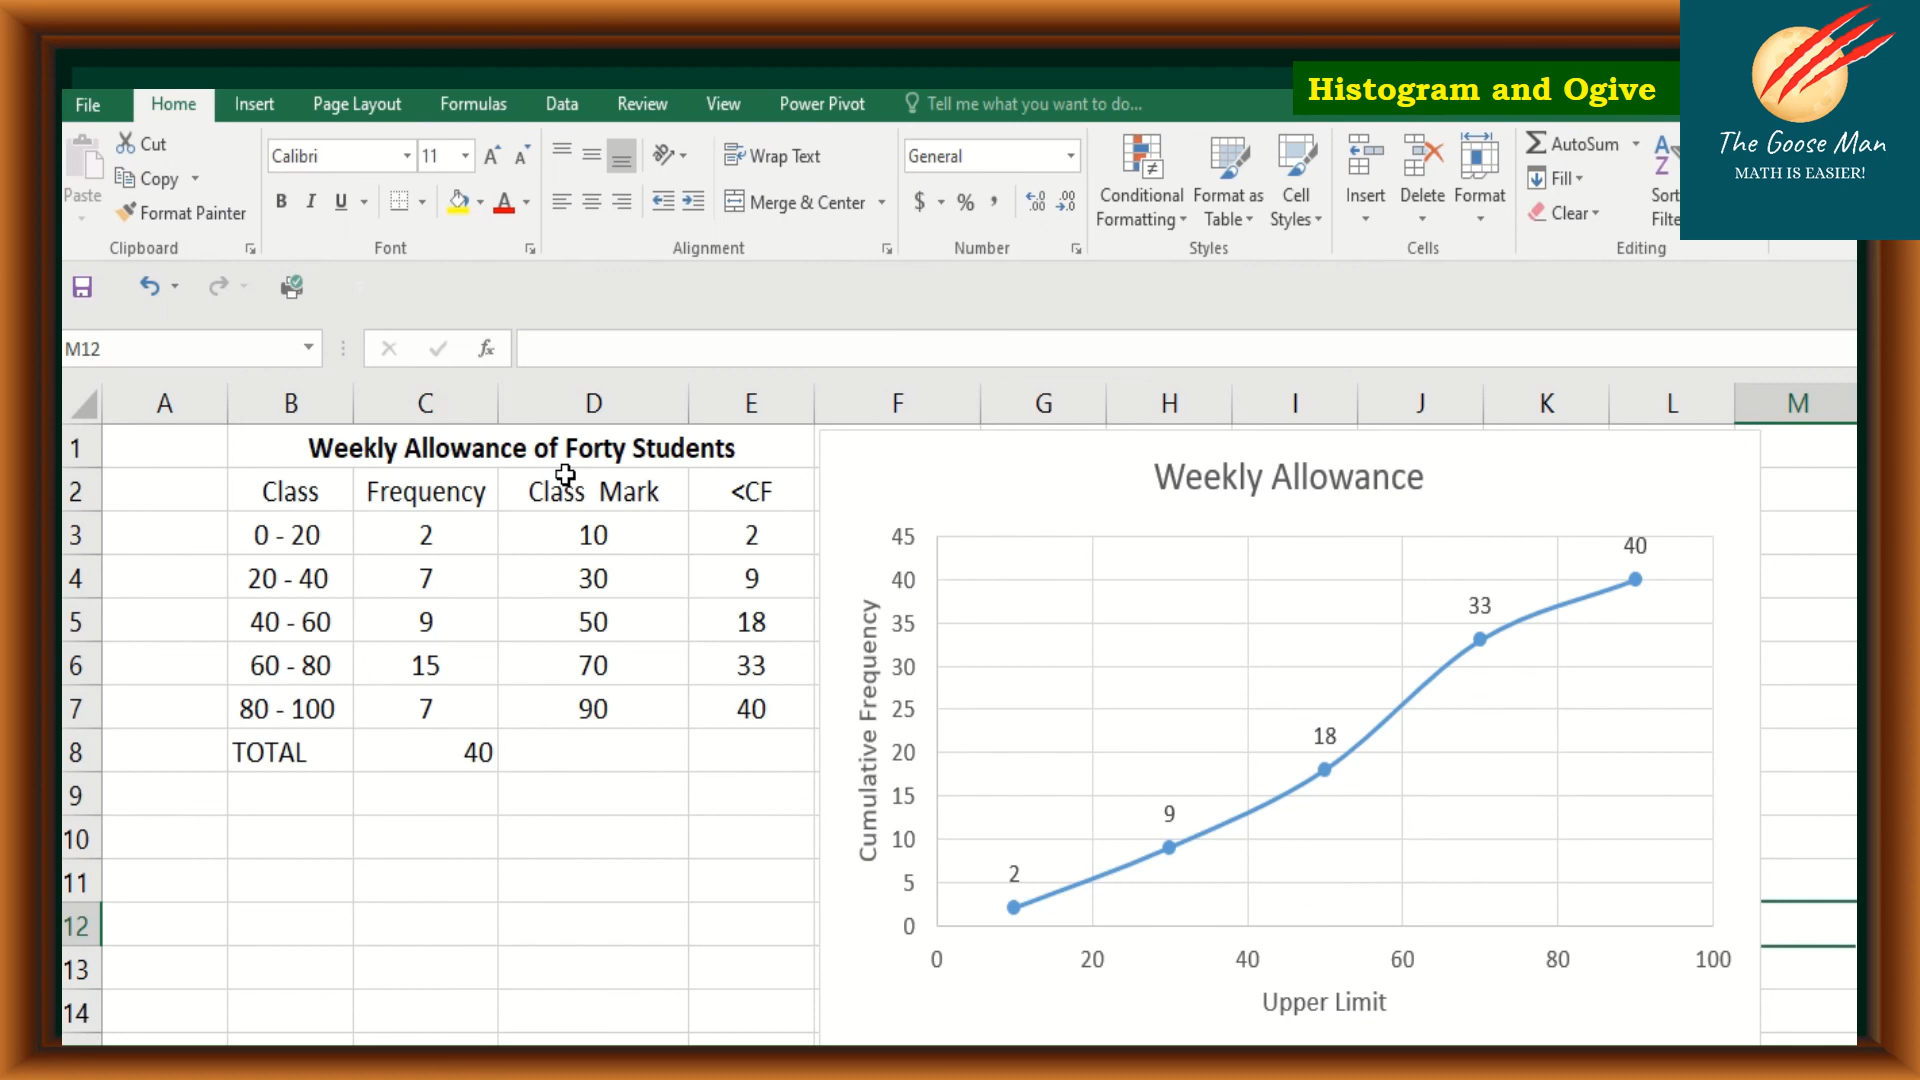 Histogram and Ogive
The Goose Man
MATH IS EASIER!
File Home Insert Page Layout Formulas Data Review View Power Pivot Tell me what you want to do...
Paste
Cut
Copy
Format Painter
Clipboard
Calibri 11
B I U
Font
Wrap Text
Merge & Center
Alignment
General
$ % ,
Number
Conditional Formatting
Format as Table
Cell Styles
Styles
Insert Delete Format
Cells
AutoSum
Fill
Clear
Sort
Filte
Editing
M12
fx
A B C D E F G H I J K L M
1 Weekly Allowance of Forty Students
2 Class Frequency Class Mark <CF
3 0 - 20 2 10 2
4 20 - 40 7 30 9
5 40 - 60 9 50 18
6 60 - 80 15 70 33
7 80 - 100 7 90 40
8 TOTAL 40
9
10
11
12
13
14
Weekly Allowance
Cumulative Frequency
45
40
35
30
25
20
15
10
5
0
2
9
18
33
40
0 20 40 60 80 100
Upper Limit